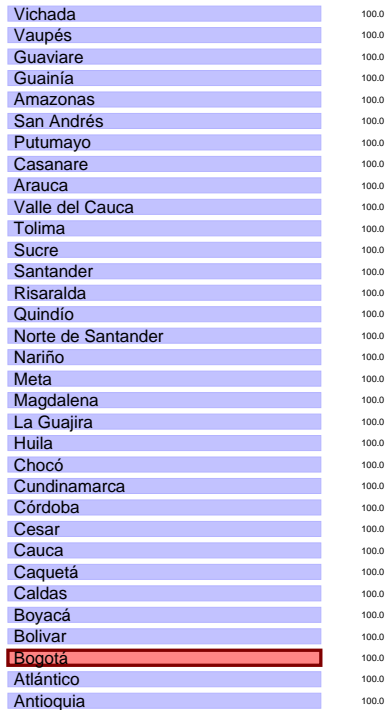 Vichada 100.0
Vaupés 100.0
Guaviare 100.0
Guainía 100.0
Amazonas 100.0
San Andrés 100.0
Putumayo 100.0
Casanare 100.0
Arauca 100.0
Valle del Cauca 100.0
Tolima 100.0
Sucre 100.0
Santander 100.0
Risaralda 100.0
Quindío 100.0
Norte de Santander 100.0
Nariño 100.0
Meta 100.0
Magdalena 100.0
La Guajira 100.0
Huila 100.0
Chocó 100.0
Cundinamarca 100.0
Córdoba 100.0
Cesar 100.0
Cauca 100.0
Caquetá 100.0
Caldas 100.0
Boyacá 100.0
Bolivar 100.0
Bogotá 100.0
Atlántico 100.0
Antioquia 100.0